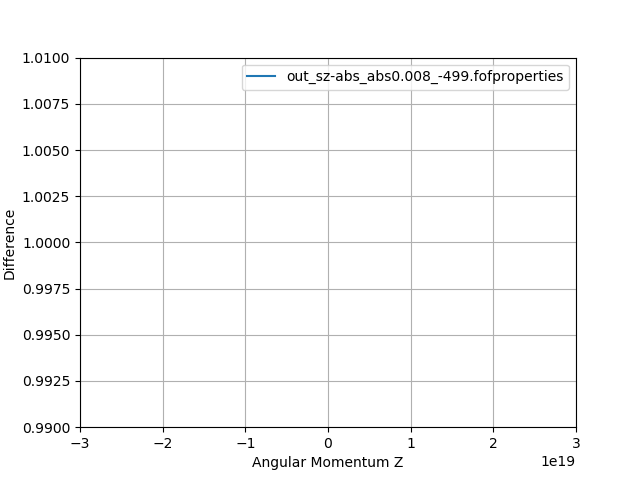 1.0100
out_sz-abs_abs0.008_-499.fofproperties
1.0075
1.0050
1.0025
1.0000
0.9975
0.9950
0.9925
0.9900
Difference
−3 −2 −1 0 1 2 3
Angular Momentum Z
1e19